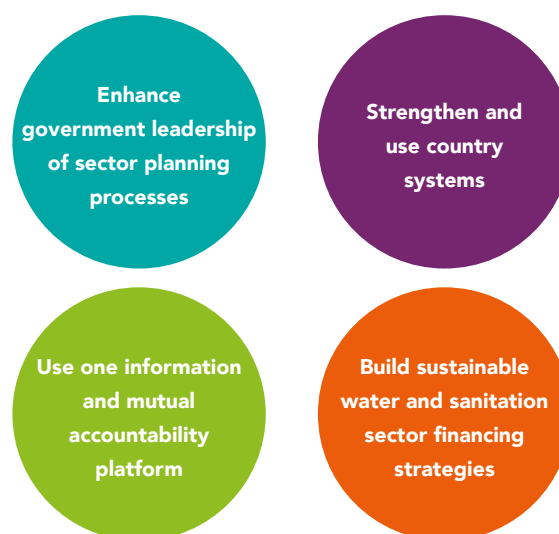 Enhance
government leadership
of sector planning
processes
Strengthen and
use country
systems
Use one information
and mutual
accountability
platform
Build sustainable
water and sanitation
sector financing
strategies